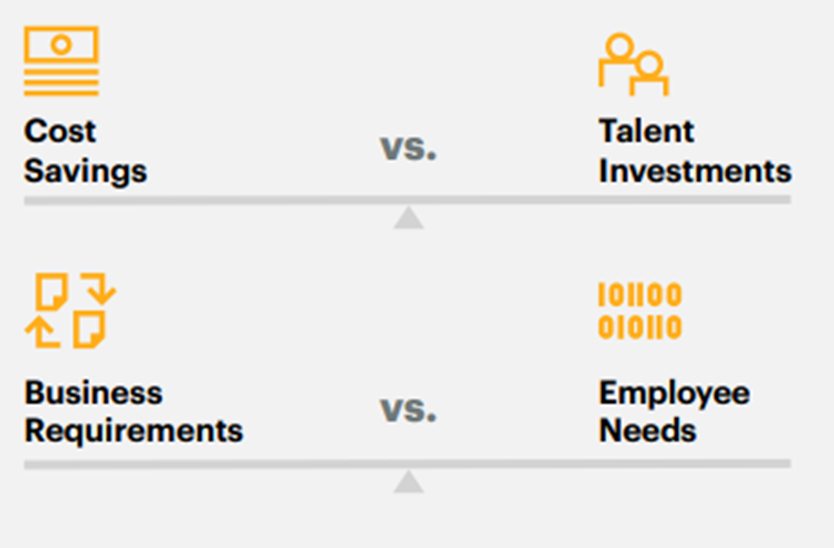 Cost
Savings
vs.
Talent
Investments
101100
010110
Business
Requirements
vs.
Employee
Needs